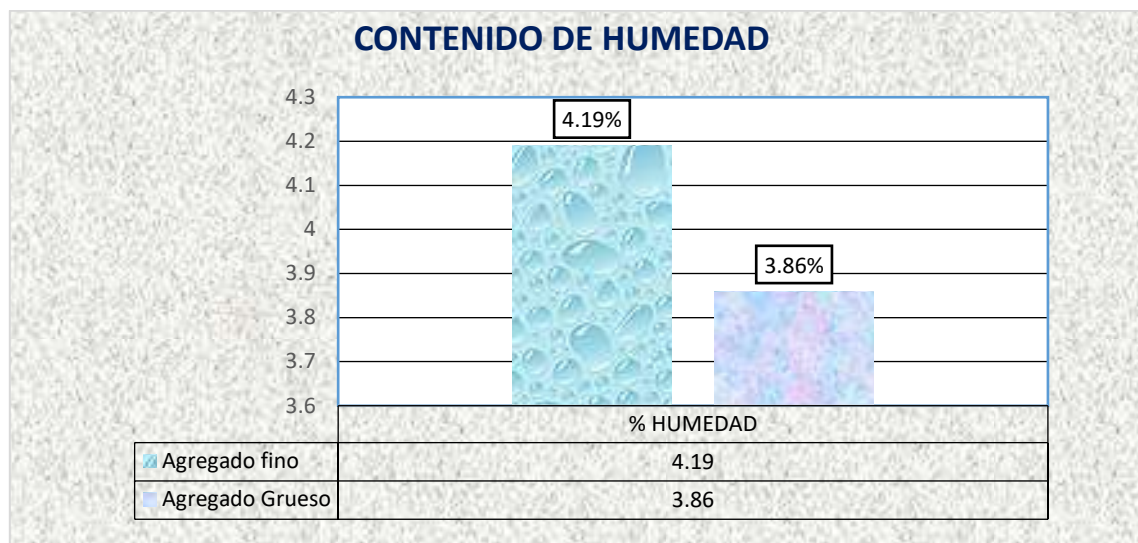 CONTENIDO DE HUMEDAD
4.3
4.2
4.1
4
3.9
3.8
3.7
3.6
4.19%
3.86%
% HUMEDAD
Agregado fino 4.19
Agregado Grueso 3.86